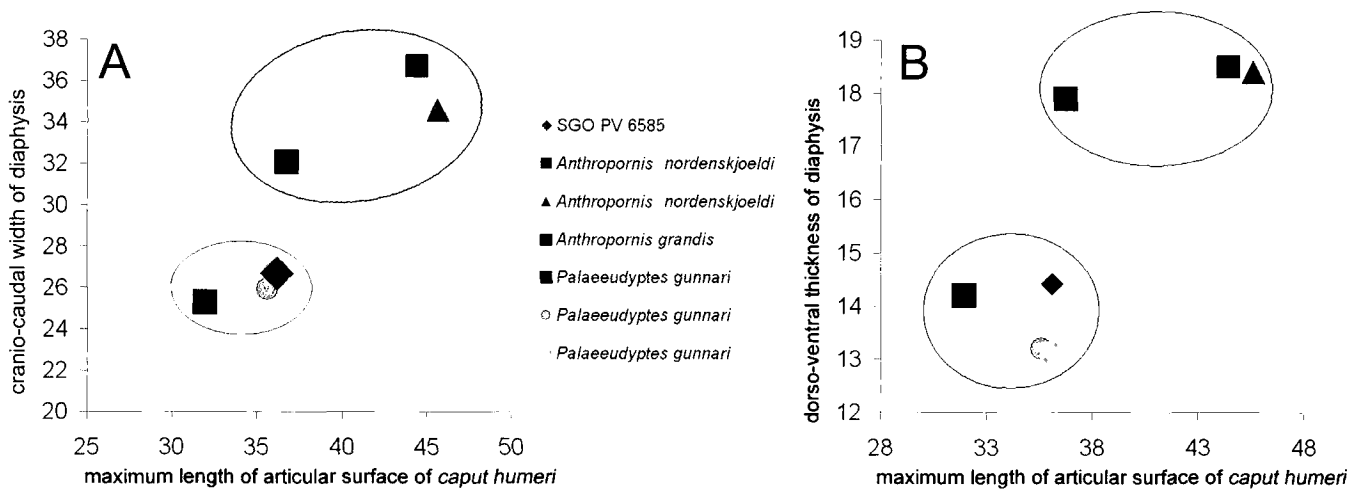 A
cranio-caudal width of diaphysis
38
36
34
32
30
28
26
24
22
20
25 30 35 40 45 50
maximum length of articular surface of caput humeri
SGO PV 6585
Anthropornis nordenskjoeldi
Anthropornis nordenskjoeldi
Anthropornis grandis
Palaeeudyptes gunnari
Palaeeudyptes gunnari
Palaeeudyptes gunnari
B
dorso-ventral thickness of diaphysis
19
18
17
16
15
14
13
12
28 33 38 43 48
maximum length of articular surface of caput humeri